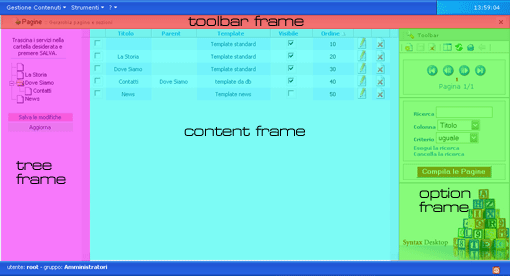 Gestione Contenuti Strumenti ? 13:59:04
Pagine
toolbar frame
Trascina i servizi nella
cartella desiderata e
premere SALVA.
La Storia
Dove Siamo
Contatti
News
Salva le modifiche
Aggiorna
tree
frame
Titolo Parent Template Visibile Ordine
Template standard 10
La Storia Template standard 20
Dove Siamo Template standard 30
Contatti Dove Siamo template da db 40
News Template news 50
content frame
Toolbar
Pagina 1/1
Ricerca
Colonna Titolo
Criterio uguale
Esegui la ricerca
Cancella la ricerca
Compila le Pagine
option
frame
Syntax Desktop
utente: root - gruppo: Amministratori